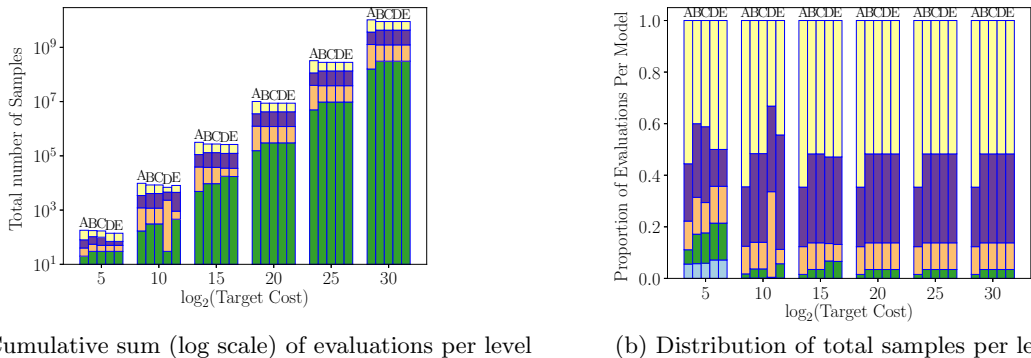 Total number of Samples
10^9
10^7
10^5
10^3
10^1
ABCDE
ABCDE
ABCDE
ABCDE
ABCDE
ABCDE
5
10
15
20
25
30
log_2(Target Cost)
Cumulative sum (log scale) of evaluations per level
Proportion of Evaluations Per Model
1.0
0.8
0.6
0.4
0.2
0.0
ABCDE
ABCDE
ABCDE
ABCDE
ABCDE
ABCDE
5
10
15
20
25
30
log_2(Target Cost)
(b) Distribution of total samples per le